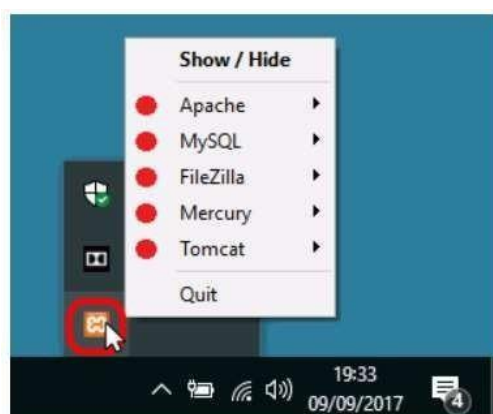 Show / Hide
Apache
MySQL
FileZilla
Mercury
Tomcat
Quit
19:33
09/09/2017
4